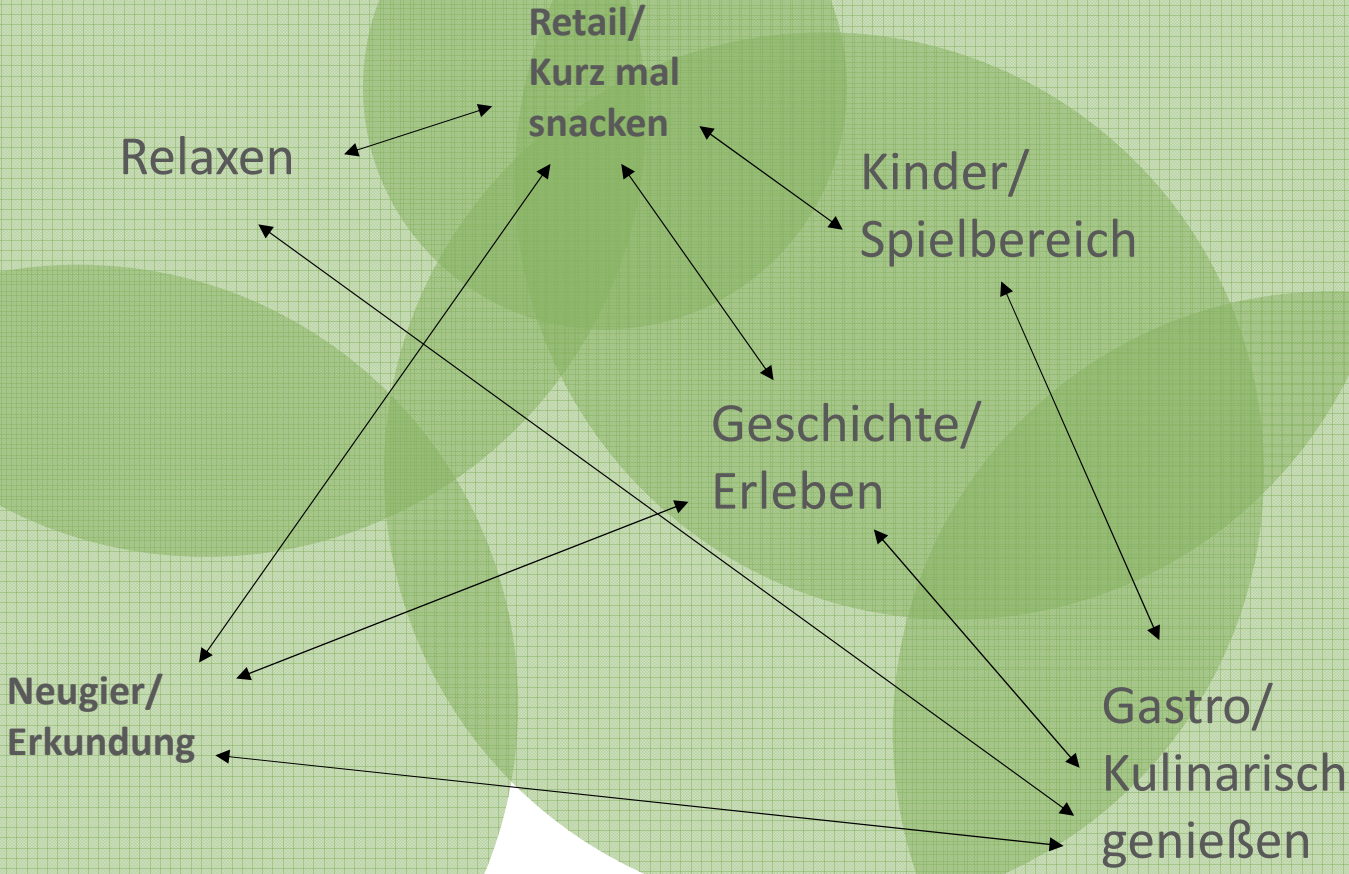 Retail/
Kurz mal
snacken
Relaxen
Kinder/
Spielbereich
Geschichte/
Erleben
Neugier/
Erkundung
Gastro/
Kulinarisch
genießen